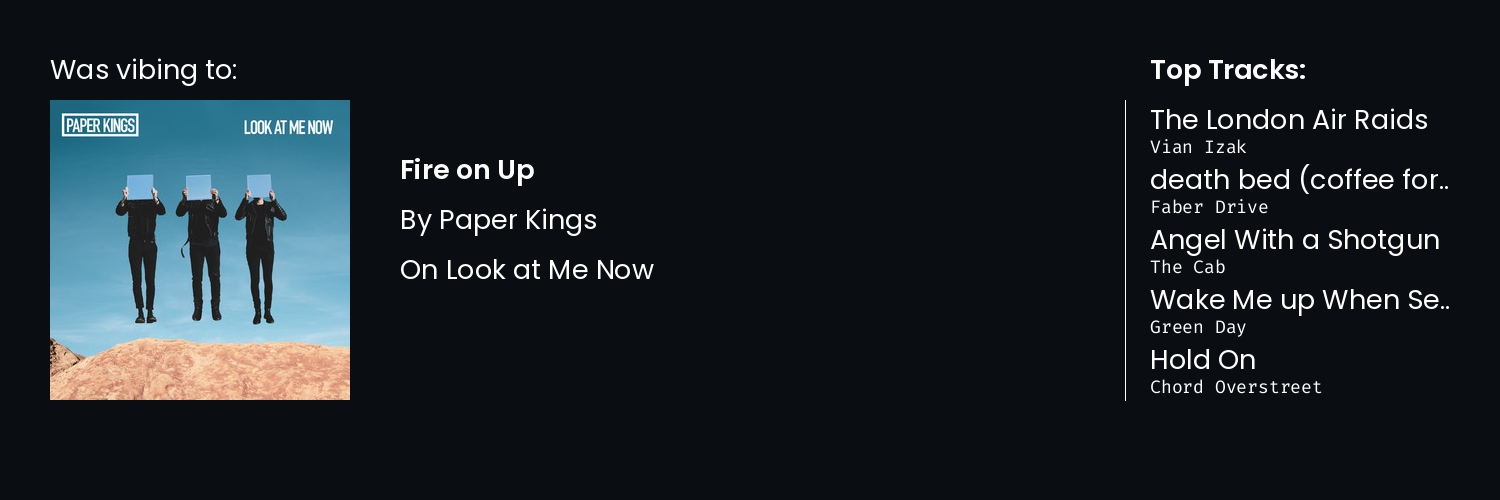 Was vibing to:
PAPER KINGS
LOOK AT ME NOW
Fire on Up
By Paper Kings
On Look at Me Now
Top Tracks:
The London Air Raids
Vian Izak
death bed (coffee for..
Faber Drive
Angel With a Shotgun
The Cab
Wake Me up When Se..
Green Day
Hold On
Chord Overstreet